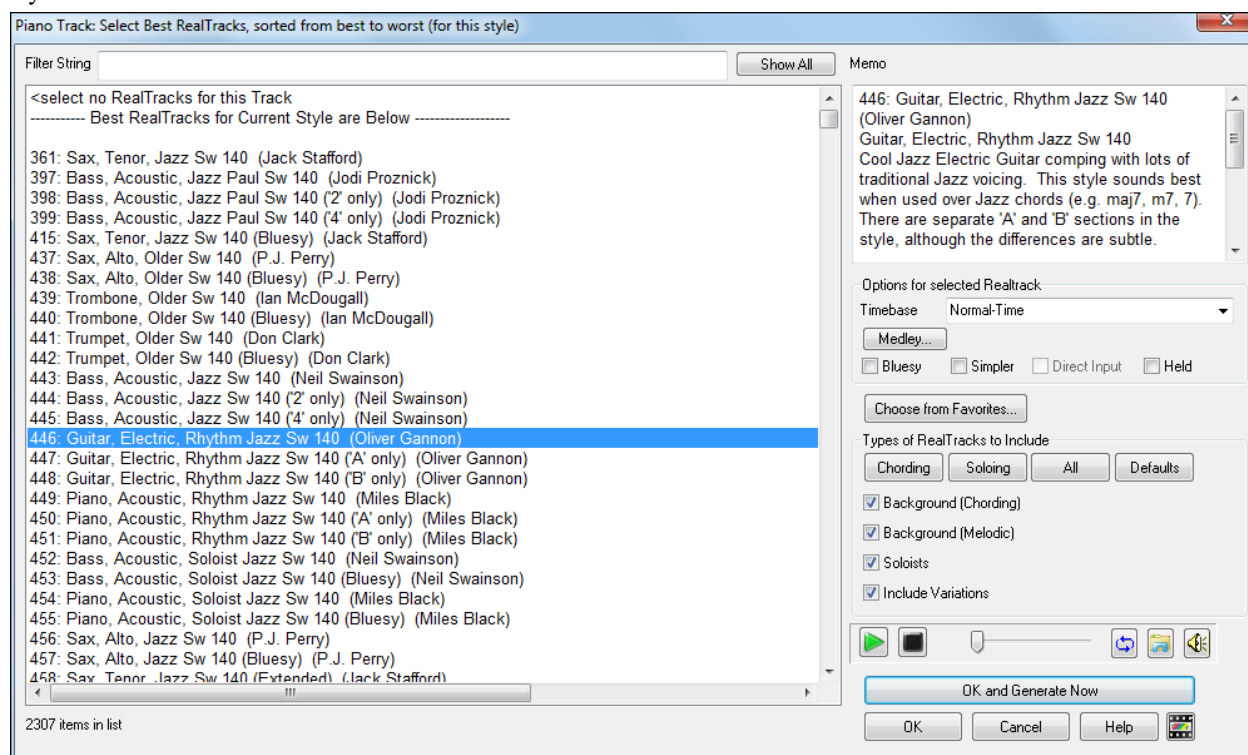 Piano Track: Select Best RealTracks, sorted from best to worst (for this style)
Filter String
Show All
<select no RealTracks for this Track
----------- Best RealTracks for Current Style are Below -------------------
361: Sax, Tenor, Jazz Sw 140 (Jack Stafford)
397: Bass, Acoustic, Jazz Paul Sw 140 (Jodi Proznick)
398: Bass, Acoustic, Jazz Paul Sw 140 ('2' only) (Jodi Proznick)
399: Bass, Acoustic, Jazz Paul Sw 140 ('4' only) (Jodi Proznick)
415: Sax, Tenor, Jazz Sw 140 (Bluesy) (Jack Stafford)
437: Sax, Alto, Older Sw 140 (P.J. Perry)
438: Sax, Alto, Older Sw 140 (Bluesy) (P.J. Perry)
439: Trombone, Older Sw 140 (Ian McDougall)
440: Trombone, Older Sw 140 (Bluesy) (Ian McDougall)
441: Trumpet, Older Sw 140 (Don Clark)
442: Trumpet, Older Sw 140 (Bluesy) (Don Clark)
443: Bass, Acoustic, Jazz Sw 140 (Neil Swainson)
444: Bass, Acoustic, Jazz Sw 140 ('2' only) (Neil Swainson)
445: Bass, Acoustic, Jazz Sw 140 ('4' only) (Neil Swainson)
446: Guitar, Electric, Rhythm Jazz Sw 140 (Oliver Gannon)
447: Guitar, Electric, Rhythm Jazz Sw 140 ('A' only) (Oliver Gannon)
448: Guitar, Electric, Rhythm Jazz Sw 140 ('B' only) (Oliver Gannon)
449: Piano, Acoustic, Rhythm Jazz Sw 140 (Miles Black)
450: Piano, Acoustic, Rhythm Jazz Sw 140 ('A' only) (Miles Black)
451: Piano, Acoustic, Rhythm Jazz Sw 140 ('B' only) (Miles Black)
452: Bass, Acoustic, Soloist Jazz Sw 140 (Neil Swainson)
453: Bass, Acoustic, Soloist Jazz Sw 140 (Bluesy) (Neil Swainson)
454: Piano, Acoustic, Soloist Jazz Sw 140 (Miles Black)
455: Piano, Acoustic, Soloist Jazz Sw 140 (Bluesy) (Miles Black)
456: Sax, Alto, Jazz Sw 140 (P.J. Perry)
457: Sax, Alto, Jazz Sw 140 (Bluesy) (P.J. Perry)
458: Sax, Tenor, Jazz Sw 140 (Extended) (Jack Stafford)
2307 items in list
Memo
446: Guitar, Electric, Rhythm Jazz Sw 140
(Oliver Gannon)
Guitar, Electric, Rhythm Jazz Sw 140
Cool Jazz Electric Guitar comping with lots of
traditional Jazz voicing. This style sounds best
when used over Jazz chords (e.g. maj7, m7, 7).
There are separate 'A' and 'B' sections in the
style, although the differences are subtle.
Options for selected Realtrack
Timebase Normal-Time
Medley...
Bluesy Simpler Direct Input Held
Choose from Favorites...
Types of RealTracks to Include
Chording Soloing All Defaults
Background (Chording)
Background (Melodic)
Soloists
Include Variations
OK and Generate Now
OK Cancel Help